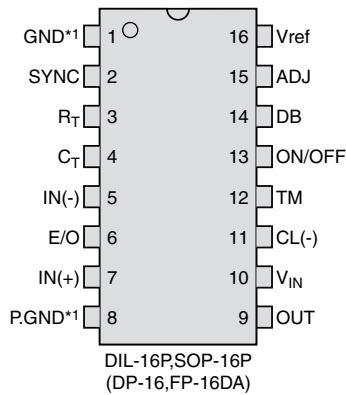 GND*1 1 16 Vref
SYNC 2 15 ADJ
RT 3 14 DB
CT 4 13 ON/OFF
IN(-) 5 12 TM
E/O 6 11 CL(-)
IN(+) 7 10 VIN
P.GND*1 8 9 OUT
DIL-16P,SOP-16P
(DP-16,FP-16DA)